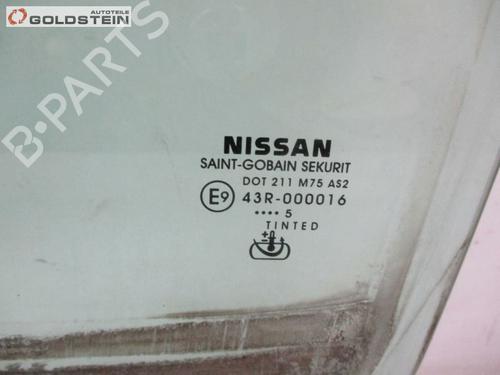 AUTOTEILE
GOLDSTEIN
B-PARTS
NISSAN
SAINT-GOBAIN SEKURIT
DOT 211 M75 AS2
E9 43R-000016
•••• 5
TINTED